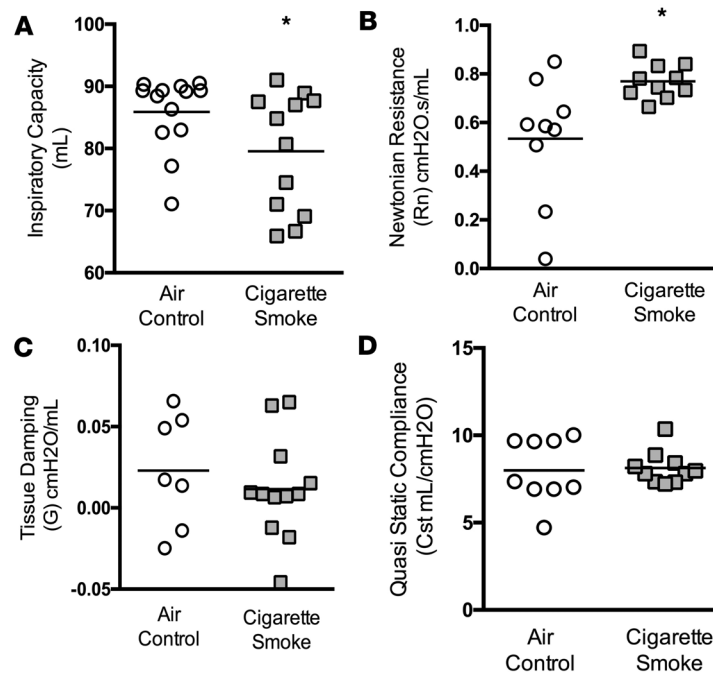 A
Inspiratory Capacity
(mL)
100
90
80
70
60
*
Air
Control
Cigarette
Smoke
B
Newtonian Resistance
(Rn) cmH2O.s/mL
1.0
0.8
0.6
0.4
0.2
0.0
*
Air
Control
Cigarette
Smoke
C
Tissue Damping
(G) cmH2O/mL
0.10
0.05
0.00
-0.05
Air
Control
Cigarette
Smoke
D
Quasi Static Compliance
(Cst mL/cmH2O)
15
10
5
0
Air
Control
Cigarette
Smoke